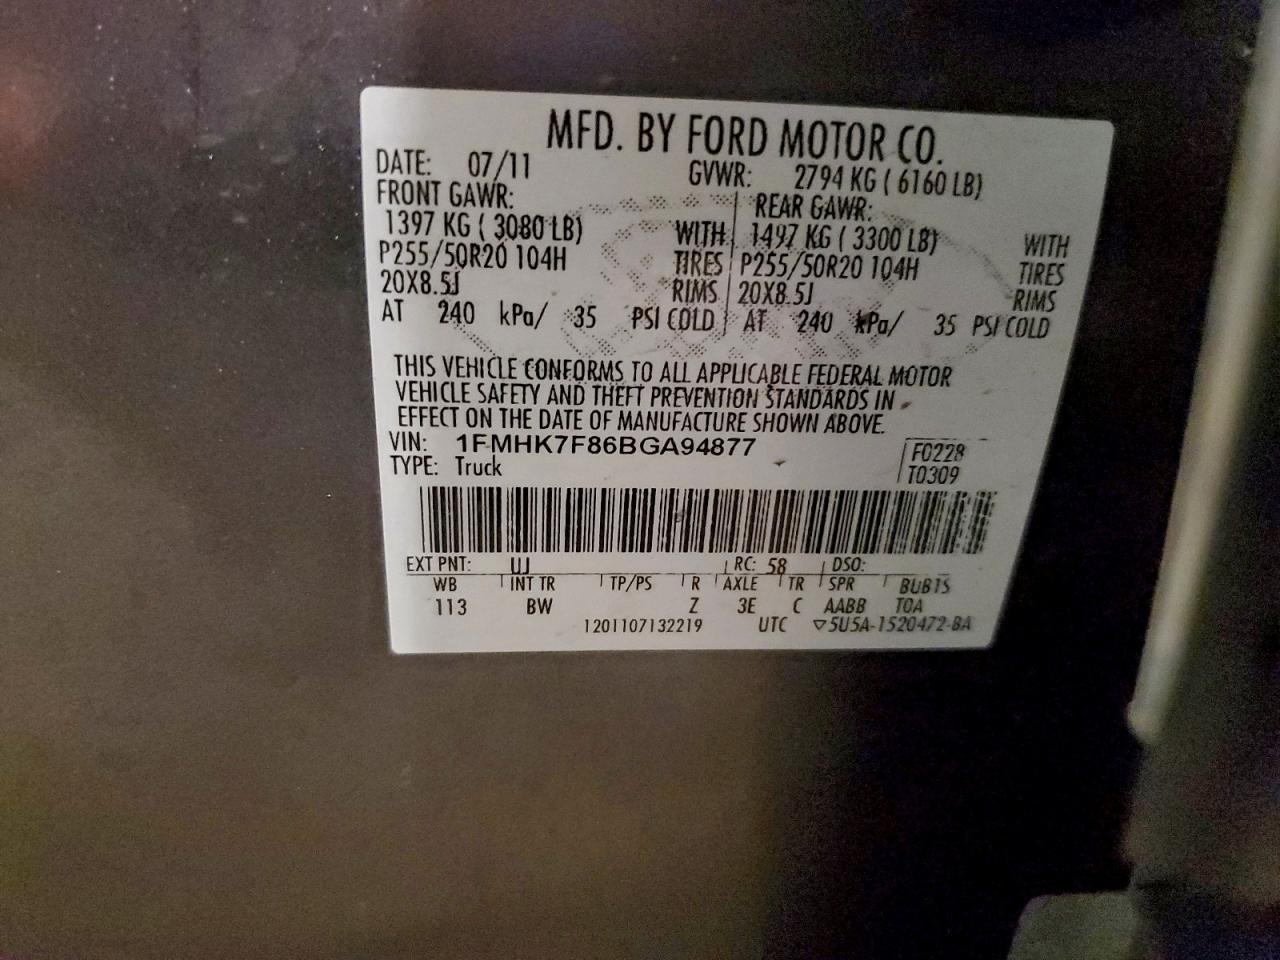 MFD. BY FORD MOTOR CO.
DATE: 07/11 GVWR: 2794 KG ( 6160 LB)
FRONT GAWR: REAR GAWR:
1397 KG ( 3080 LB) WITH 1497 KG ( 3300 LB) WITH
P255/50R20 104H TIRES P255/50R20 104H TIRES
20X8.5J RIMS 20X8.5J RIMS
AT 240 kPa/ 35 PSI COLD AT 240 kPa/ 35 PSI COLD
THIS VEHICLE CONFORMS TO ALL APPLICABLE FEDERAL MOTOR
VEHICLE SAFETY AND THEFT PREVENTION STANDARDS IN
EFFECT ON THE DATE OF MANUFACTURE SHOWN ABOVE.
VIN: 1FMHK7F86BGA94877 F0228
TYPE: Truck T0309
EXT PNT: UJ RC: 58 DSO:
WB INT TR TP/PS R AXLE TR SPR BUB1S
113 BW Z 3E C AABB TOA
1201107132219 UTC ▽5U5A-1520472-BA